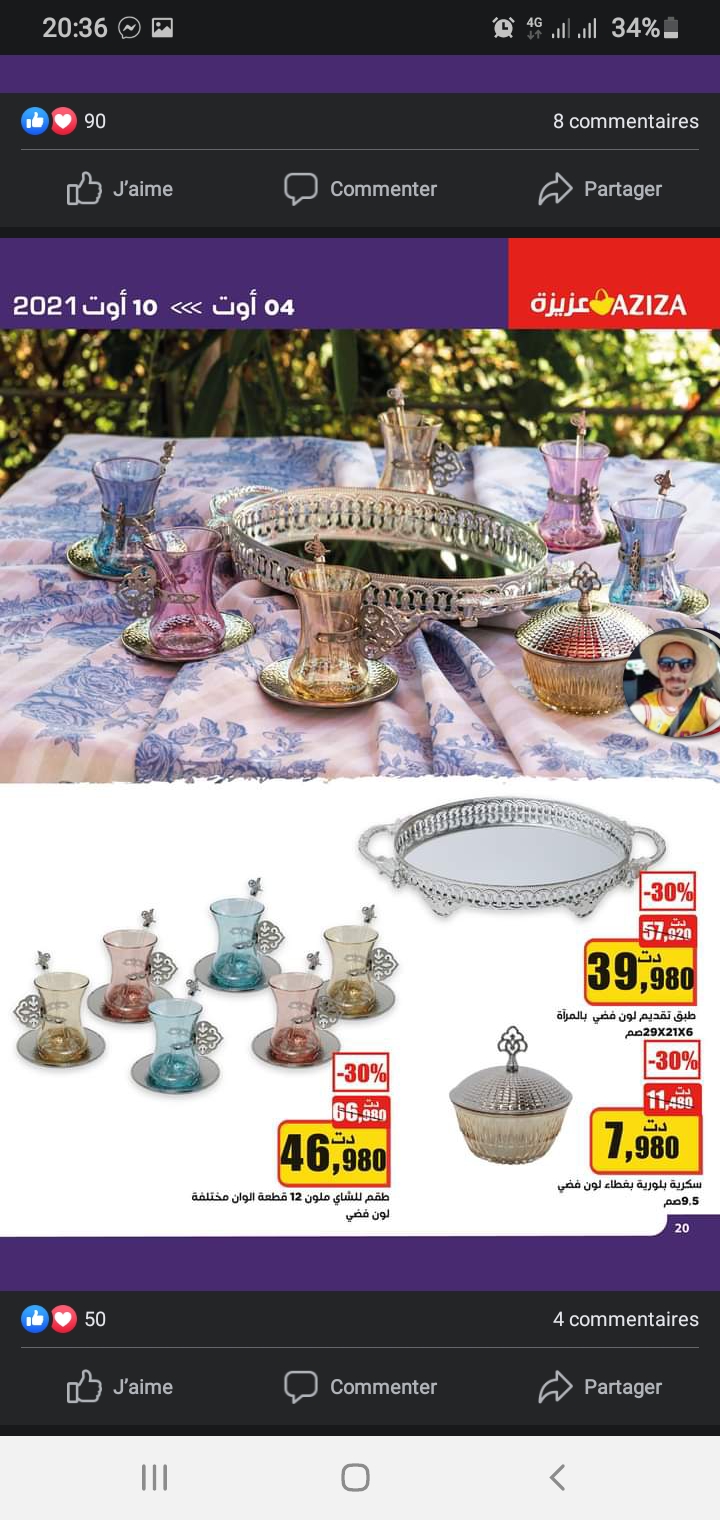 20:36
4G 34%
90 8 commentaires
J'aime Commenter Partager
04 أوت >>> 10 أوت 2021
عزيزة AZIZA
-30%
57,920 دت
39,980 دت
طبق تقديم لون فضي بالمرآة
29X21X6صم
-30%
66,980 دت
46,980 دت
طقم للشاي ملون 12 قطعة الوان مختلفة
لون فضي
-30%
11,480 دت
7,980 دت
سكرية بلورية بغطاء لون فضي
9.5صم
20
50 4 commentaires
J'aime Commenter Partager